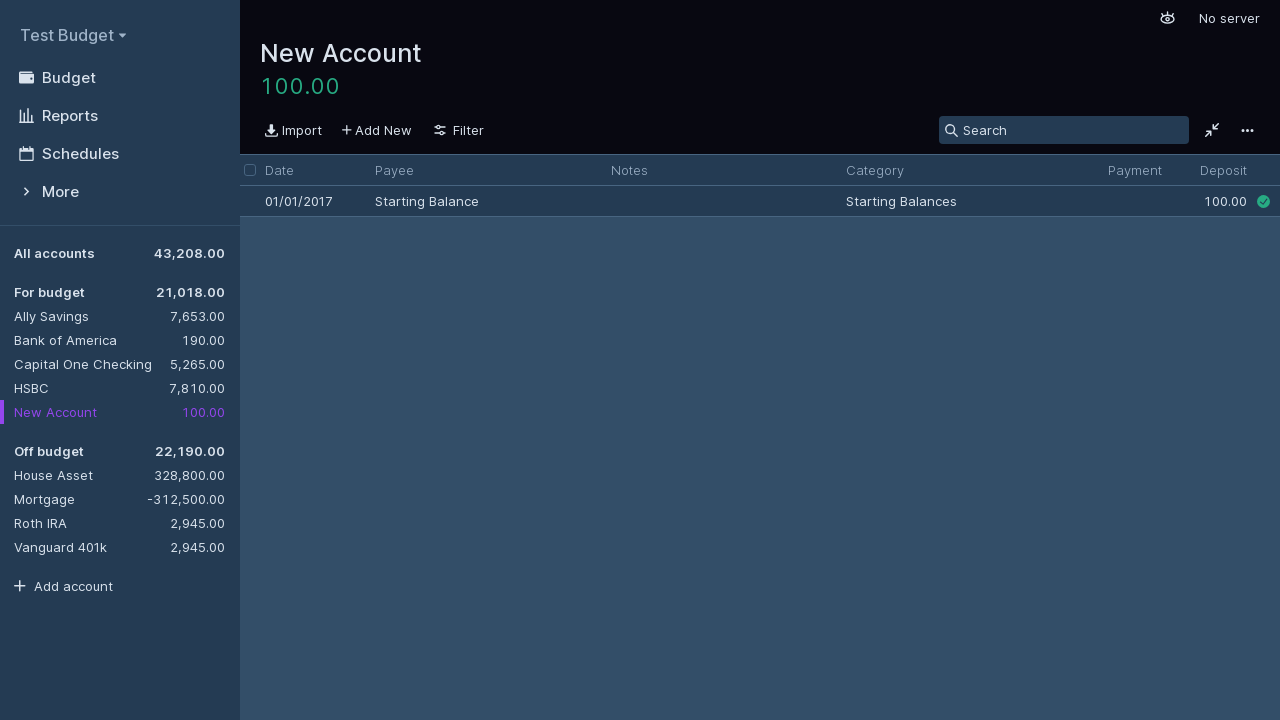 Test Budget
Budget
Reports
Schedules
More
All accounts 43,208.00
For budget 21,018.00
Ally Savings 7,653.00
Bank of America 190.00
Capital One Checking 5,265.00
HSBC 7,810.00
New Account 100.00
Off budget 22,190.00
House Asset 328,800.00
Mortgage -312,500.00
Roth IRA 2,945.00
Vanguard 401k 2,945.00
Add account
No server
New Account
100.00
Import Add New Filter Search
Date Payee Notes Category Payment Deposit
01/01/2017 Starting Balance Starting Balances 100.00